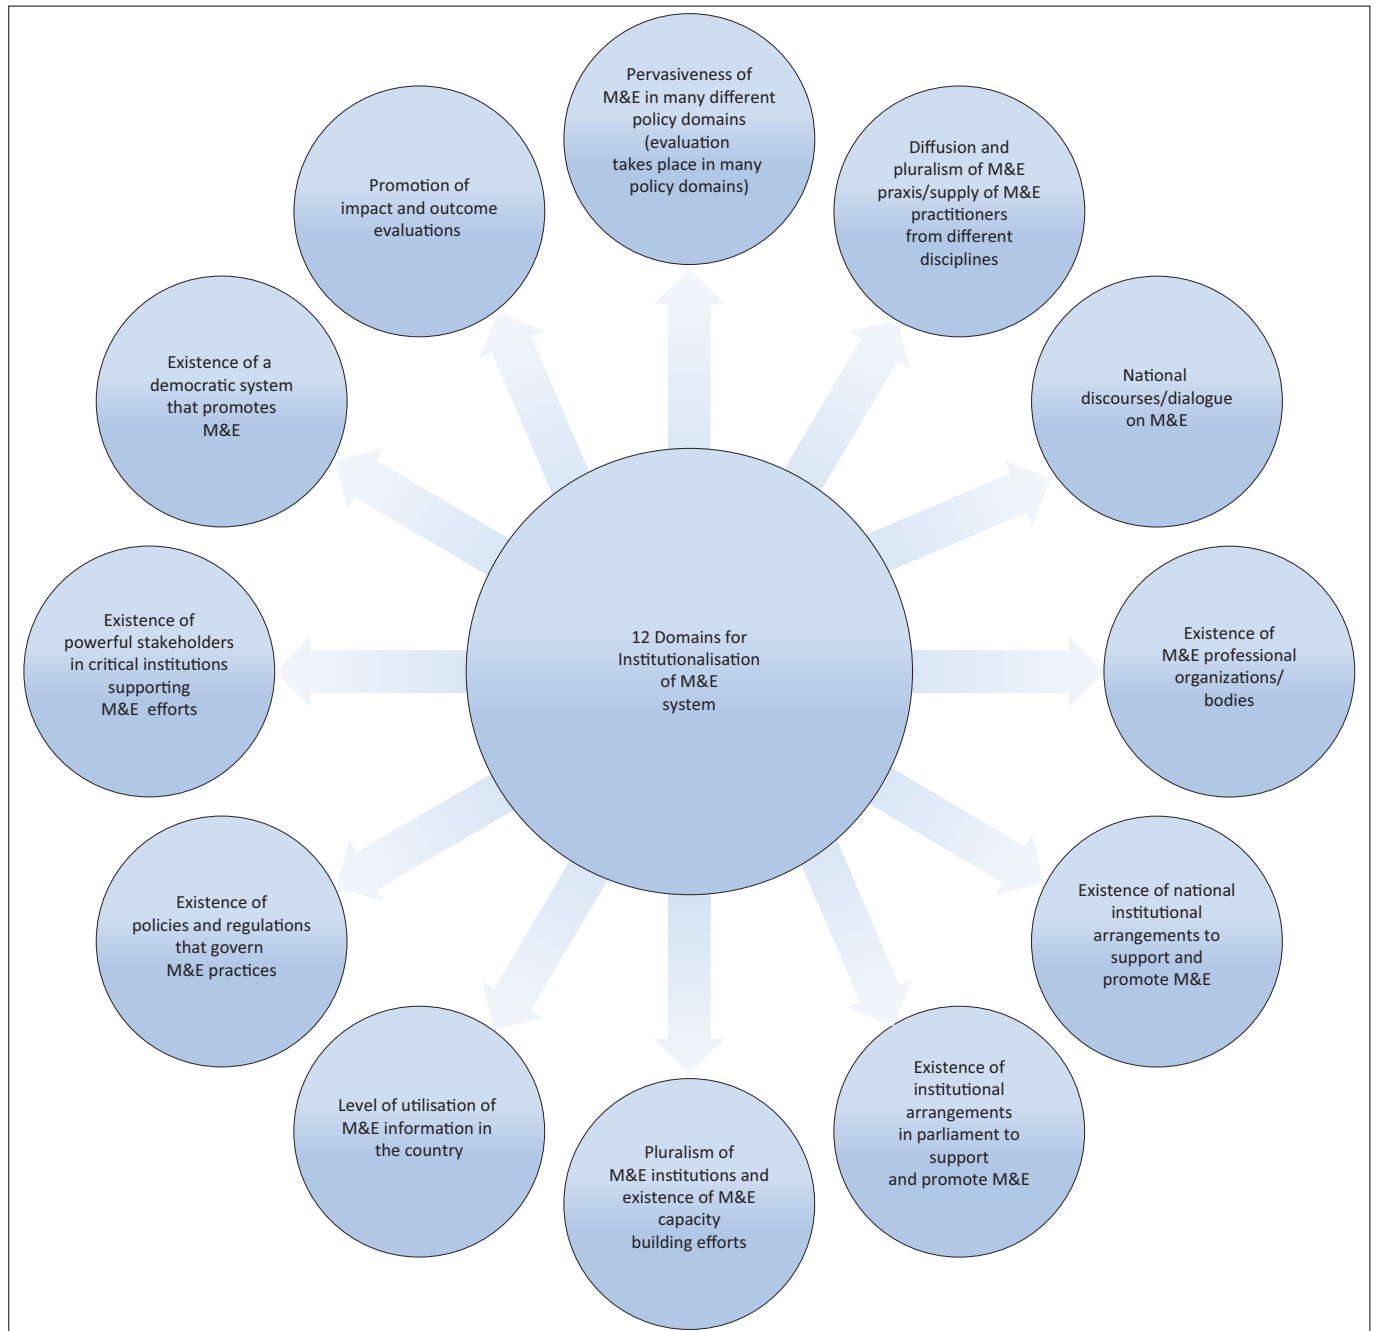 Pervasiveness of
M&E in many different
policy domains
(evaluation
takes place in many
policy domains)
Diffusion and
pluralism of M&E
praxis/supply of M&E
practitioners
from different
disciplines
National
discourses/dialogue
on M&E
Existence of
M&E professional
organizations/
bodies
Existence of national
institutional
arrangements to
support and
promote M&E
Existence of
institutional
arrangements
in parliament to
support
and promote M&E
Pluralism of
M&E institutions and
existence of M&E
capacity
building efforts
Level of utilisation of
M&E information in
the country
Existence of
policies and regulations
that govern
M&E practices
Existence of
powerful stakeholders
in critical institutions
supporting
M&E efforts
Existence of a
democratic system
that promotes
M&E
Promotion of
impact and outcome
evaluations
12 Domains for
Institutionalisation
of M&E
system